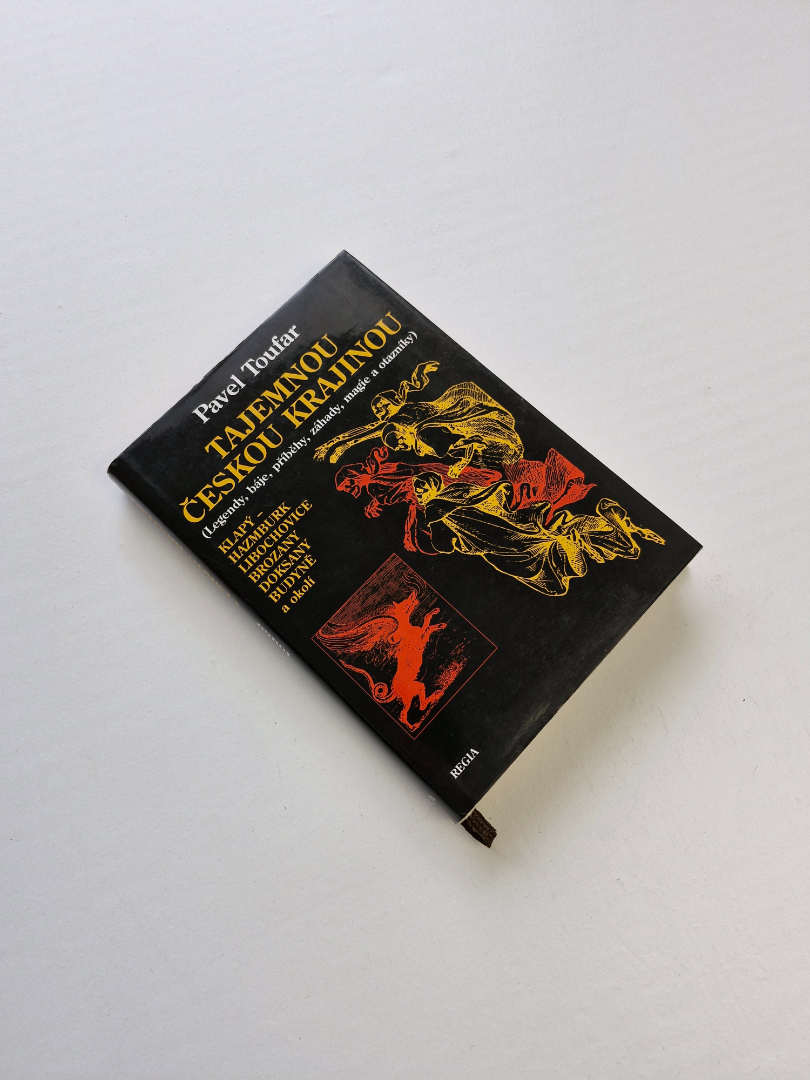 Pavel Toufar
TAJEMNOU
ČESKOU KRAJINOU
(Legendy, báje, příběhy, záhady, magie a otazníky)
KLAPÝ –
HAZMBURK
LIBOCHOVICE
BROZANY
DOKSANY
BUDYNĚ
a okolí
REGIA